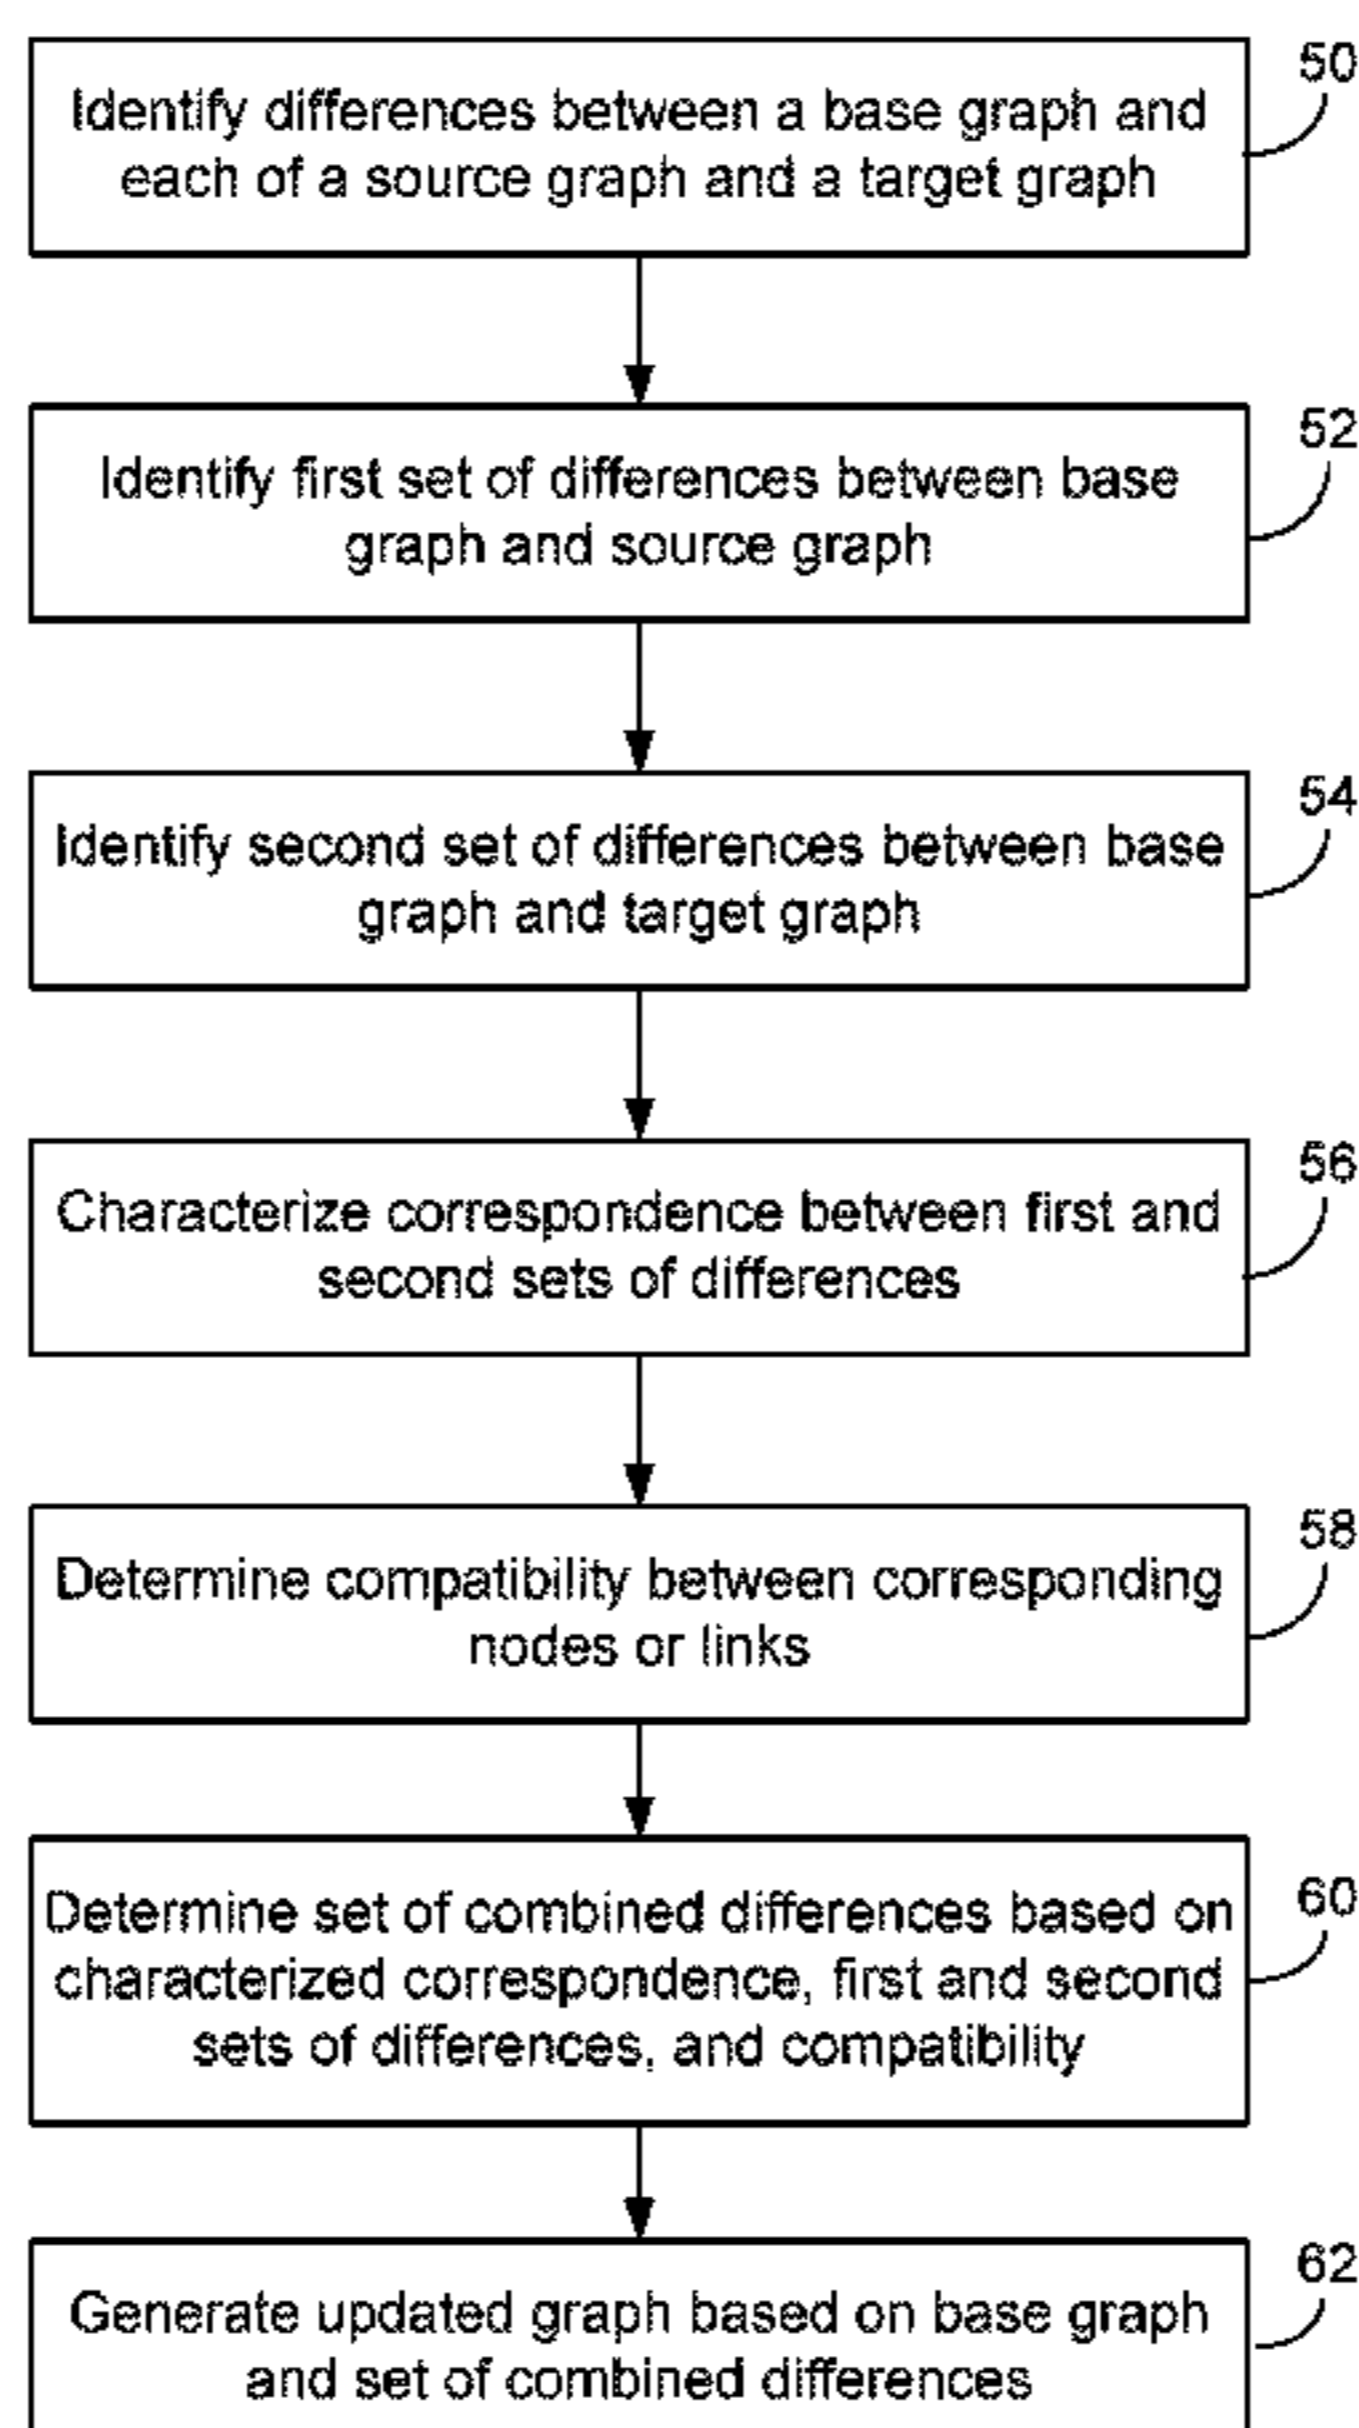 50
Identify differences between a base graph and
each of a source graph and a target graph
52
Identify first set of differences between base
graph and source graph
54
Identify second set of differences between base
graph and target graph
56
Characterize correspondence between first and
second sets of differences
58
Determine compatibility between corresponding
nodes or links
60
Determine set of combined differences based on
characterized correspondence, first and second
sets of differences, and compatibility
62
Generate updated graph based on base graph
and set of combined differences